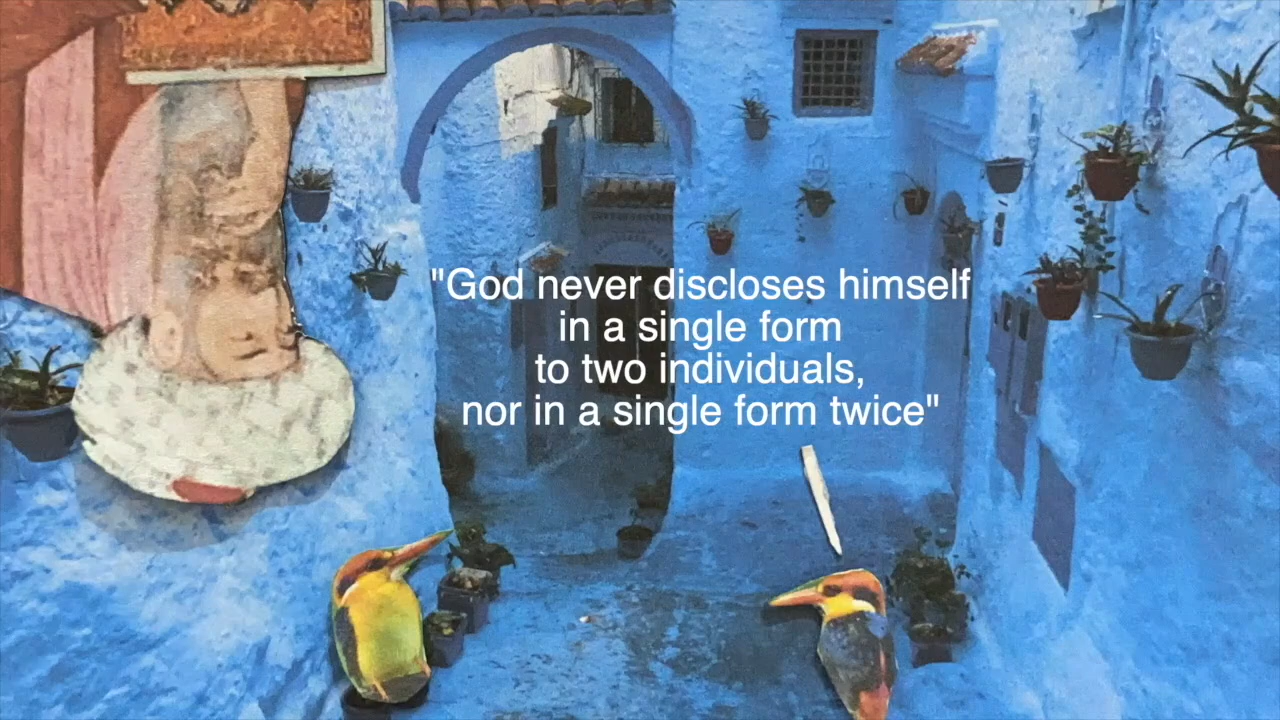 "God never discloses himself
in a single form
to two individuals,
nor in a single form twice"